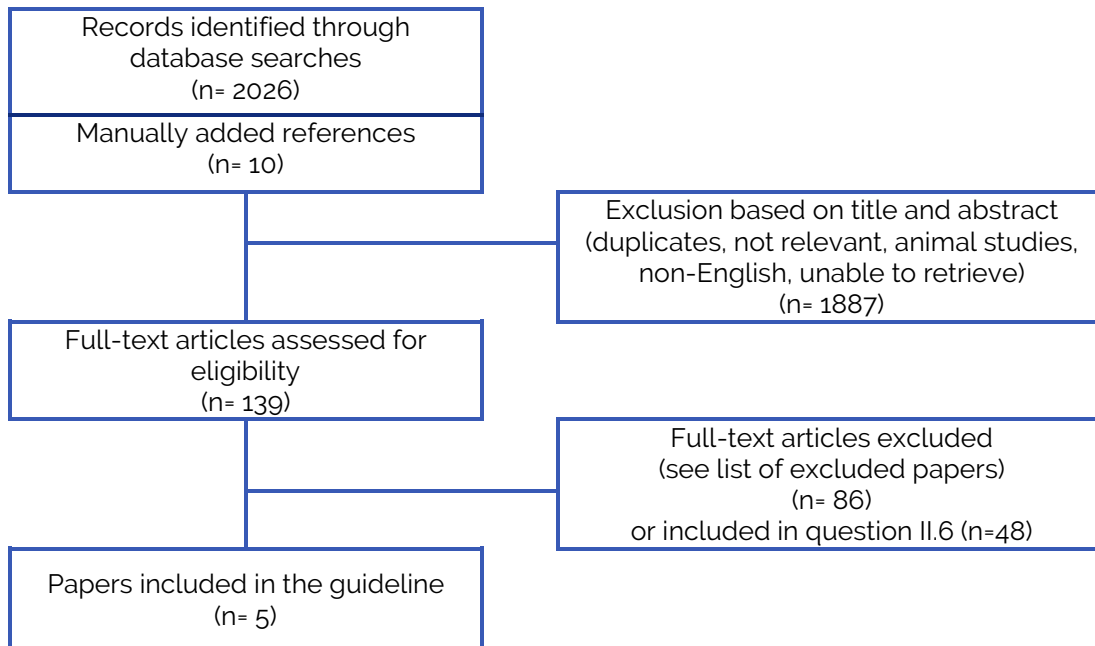 Records identified through
database searches
(n= 2026)
Manually added references
(n= 10)
Exclusion based on title and abstract
(duplicates, not relevant, animal studies,
non-English, unable to retrieve)
(n= 1887)
Full-text articles assessed for
eligibility
(n= 139)
Full-text articles excluded
(see list of excluded papers)
(n= 86)
or included in question II.6 (n=48)
Papers included in the guideline
(n= 5)